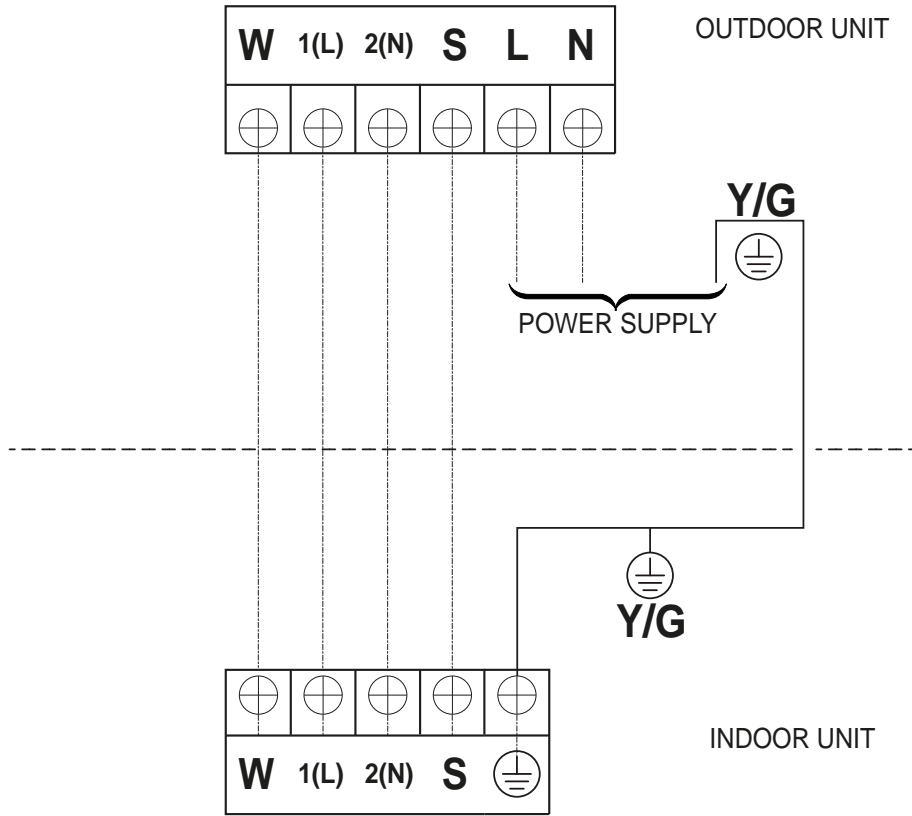 OUTDOOR UNIT
W 1(L) 2(N) S L N
Y/G
POWER SUPPLY
Y/G
INDOOR UNIT
W 1(L) 2(N) S